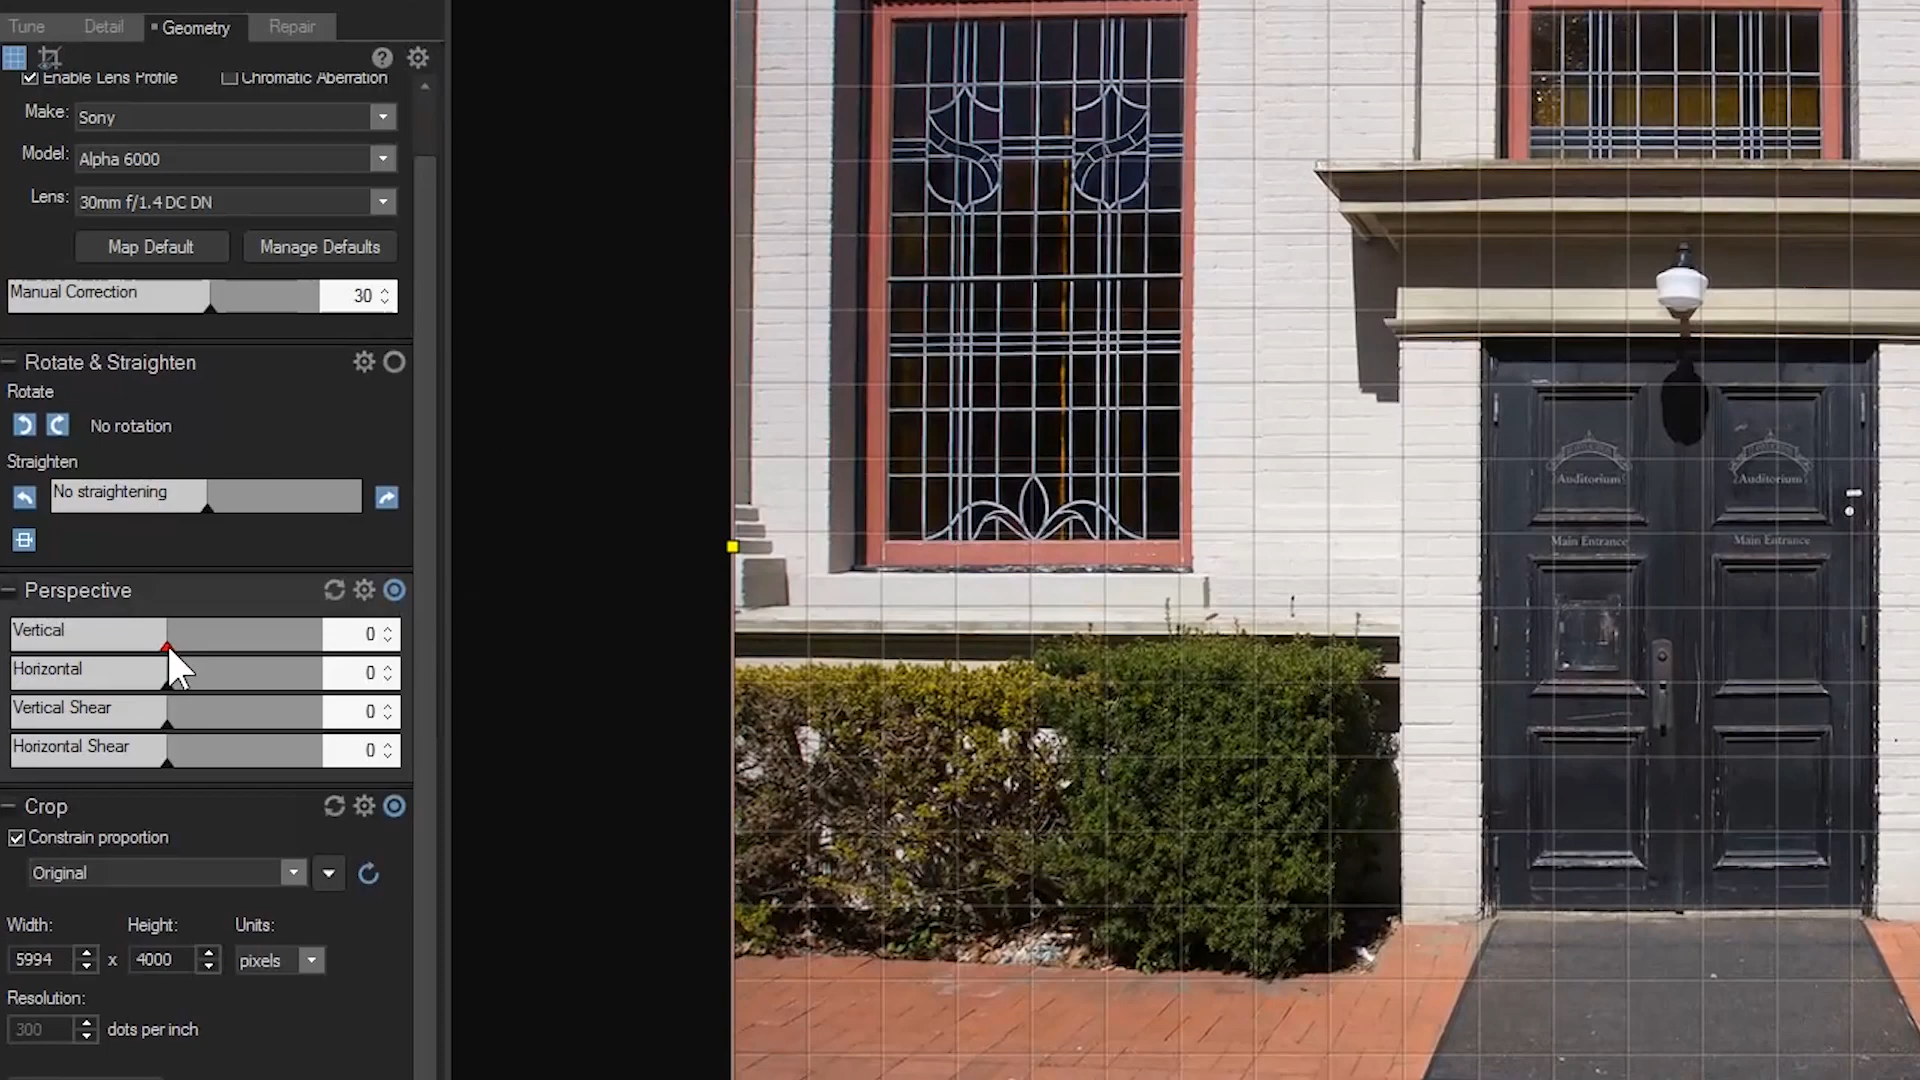 Tune Detail Geometry Repair
Enable Lens Profile Chromatic Aberration
Make: Sony
Model: Alpha 6000
Lens: 30mm f/1.4 DC DN
Map Default Manage Defaults
Manual Correction 30
Rotate & Straighten
Rotate
No rotation
Straighten
No straightening
Perspective
Vertical 0
Horizontal 0
Vertical Shear 0
Horizontal Shear 0
Crop
Constrain proportion
Original
Width: Height: Units:
5994 x 4000 pixels
Resolution:
300 dots per inch
Auditorium Auditorium
Main Entrance Main Entrance